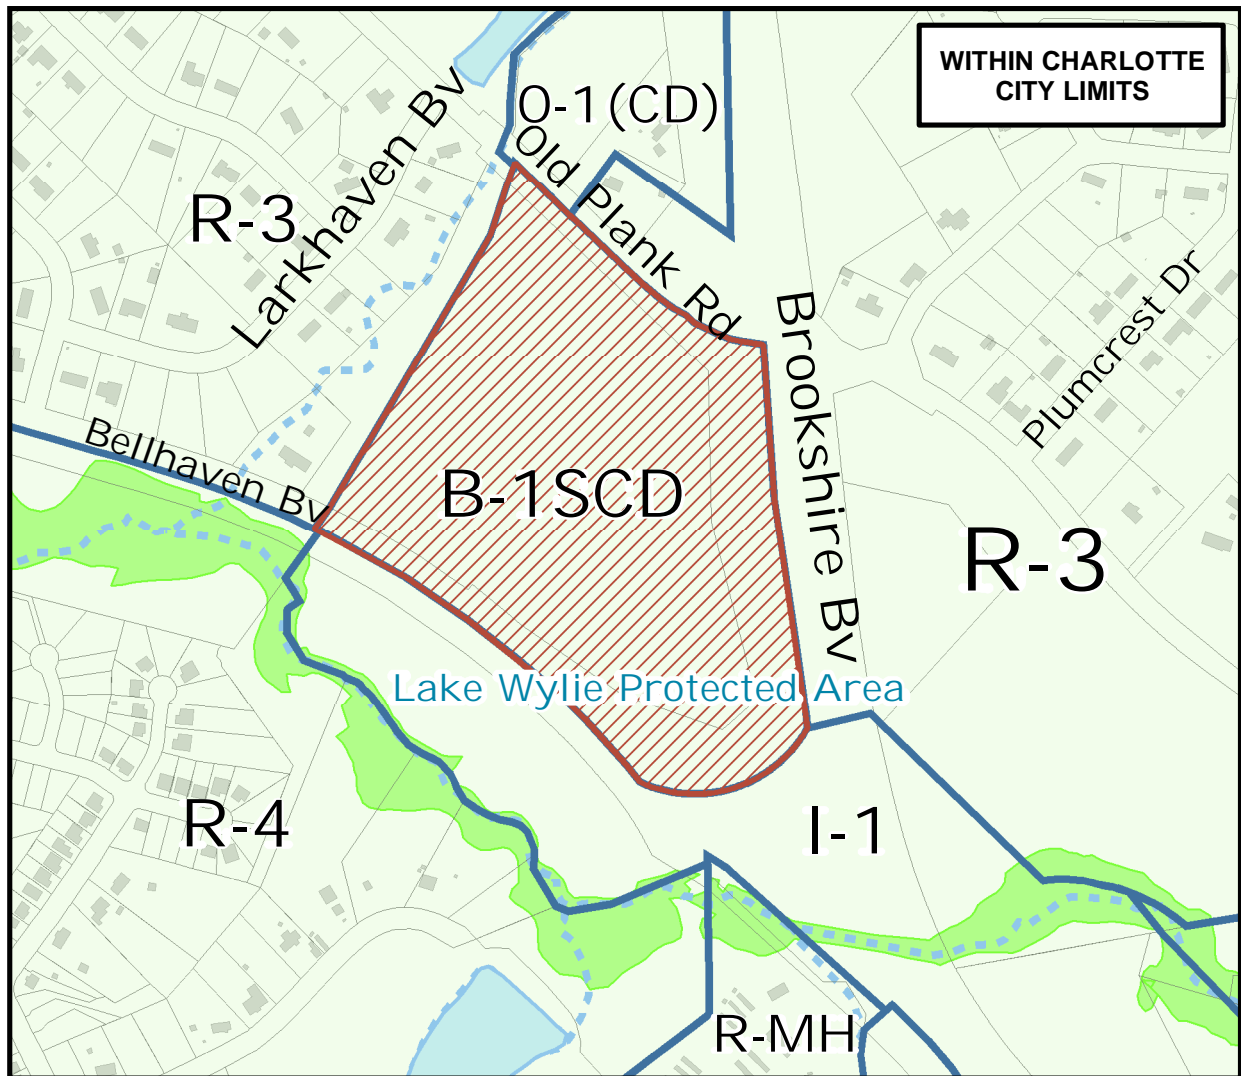 WITHIN CHARLOTTE
CITY LIMITS
O-1(CD)
Larkhaven Bv
Old Plank Rd
R-3
Plumcrest Dr
Brookshire Bv
Bellhaven Bv
B-1SCD
R-3
Lake Wylie Protected Area
R-4
I-1
R-MH